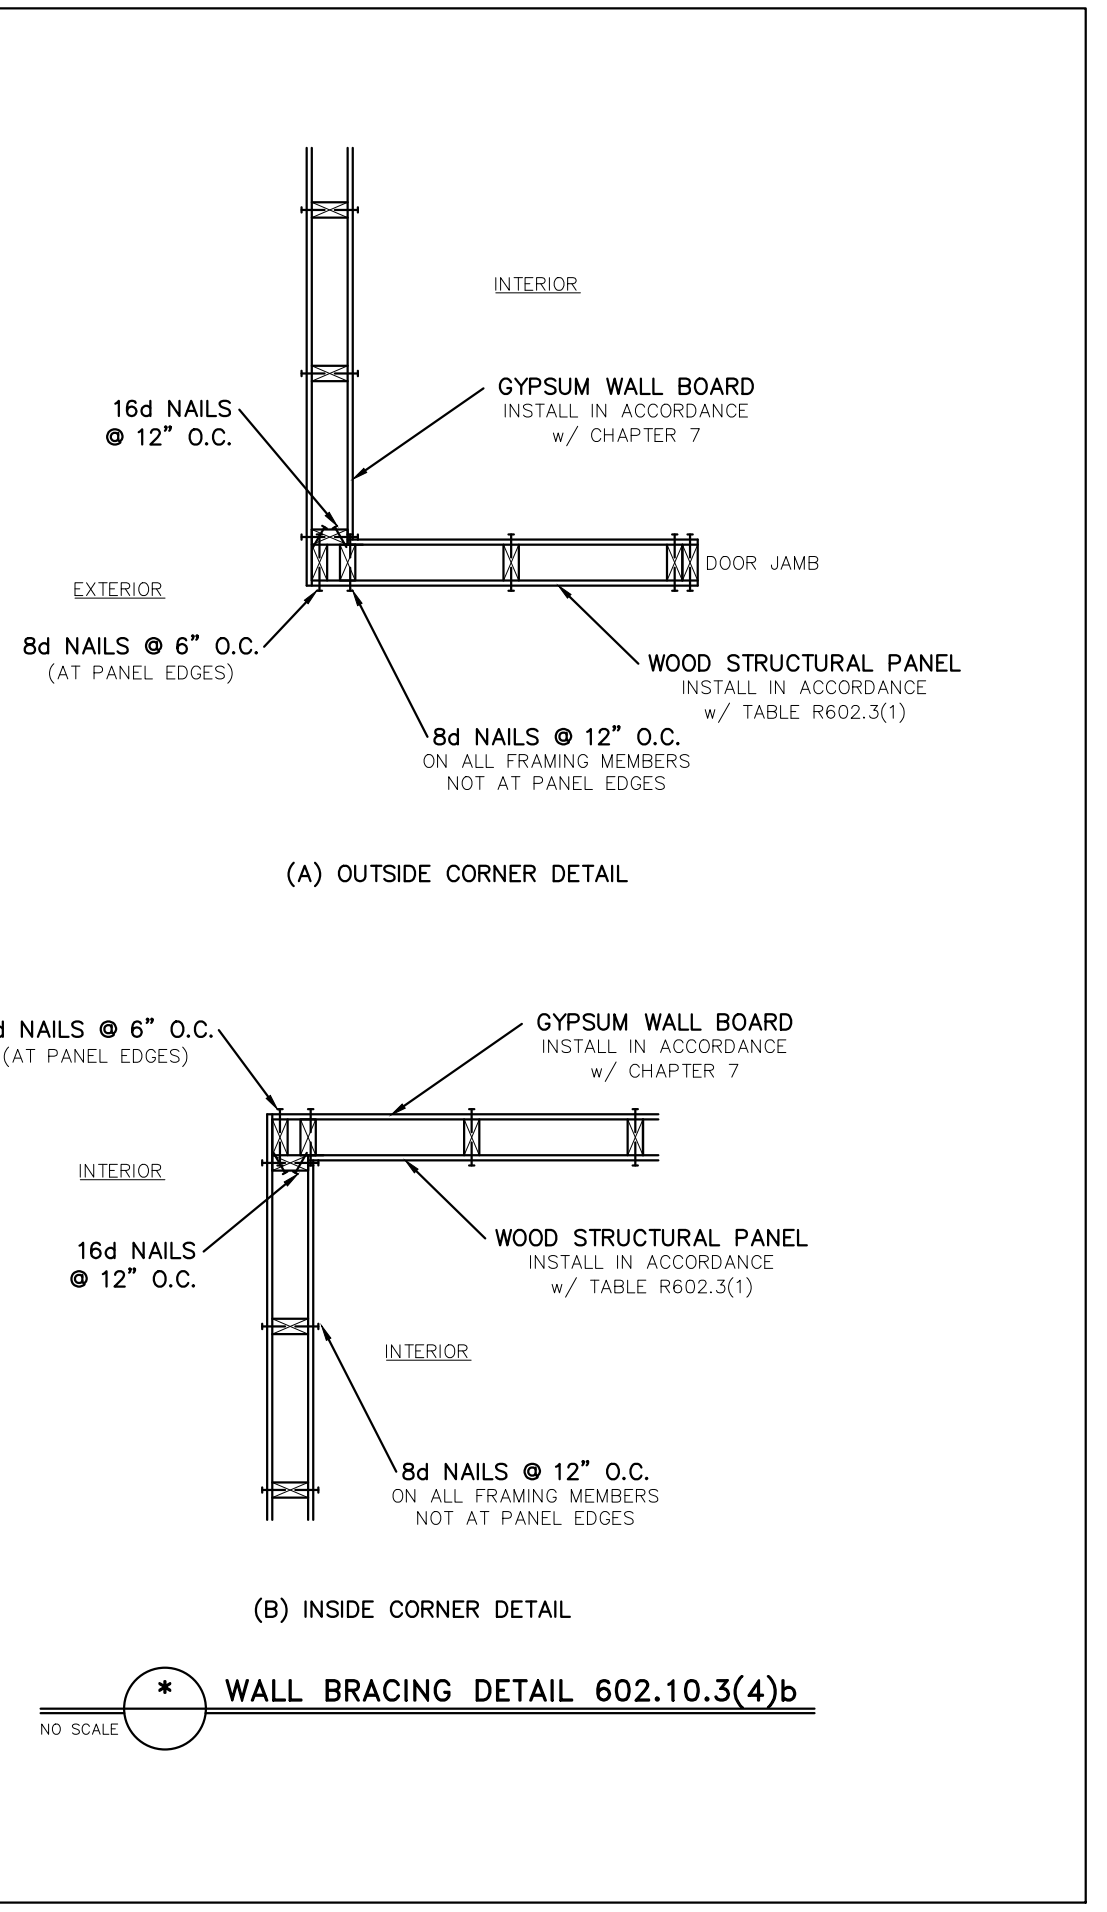 INTERIOR
GYPSUM WALL BOARD
INSTALL IN ACCORDANCE
w/ CHAPTER 7
16d NAILS
@ 12” O.C.
DOOR JAMB
EXTERIOR
8d NAILS @ 6” O.C.
(AT PANEL EDGES)
WOOD STRUCTURAL PANEL
INSTALL IN ACCORDANCE
w/ TABLE R602.3(1)
8d NAILS @ 12” O.C.
ON ALL FRAMING MEMBERS
NOT AT PANEL EDGES
(A) OUTSIDE CORNER DETAIL
NAILS @ 6” O.C.
(AT PANEL EDGES)
GYPSUM WALL BOARD
INSTALL IN ACCORDANCE
w/ CHAPTER 7
INTERIOR
16d NAILS
@ 12” O.C.
WOOD STRUCTURAL PANEL
INSTALL IN ACCORDANCE
w/ TABLE R602.3(1)
INTERIOR
8d NAILS @ 12” O.C.
ON ALL FRAMING MEMBERS
NOT AT PANEL EDGES
(B) INSIDE CORNER DETAIL
* WALL BRACING DETAIL 602.10.3(4)b
NO SCALE